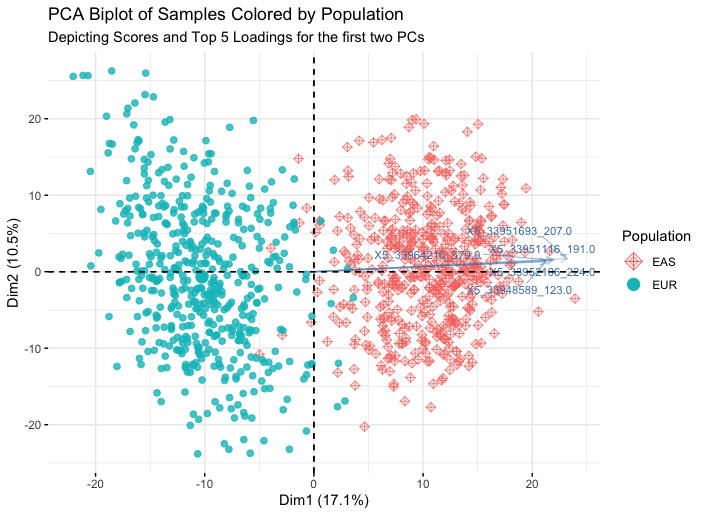 PCA Biplot of Samples Colored by Population
Depicting Scores and Top 5 Loadings for the first two PCs
Dim2 (10.5%)
20
10
0
-10
-20
X5_33951693_207.0
X5_33951116_191.0
X5_33964210_579.0
X5_33948589_123.0
-20
-10
0
10
20
Dim1 (17.1%)
Population
EAS
EUR